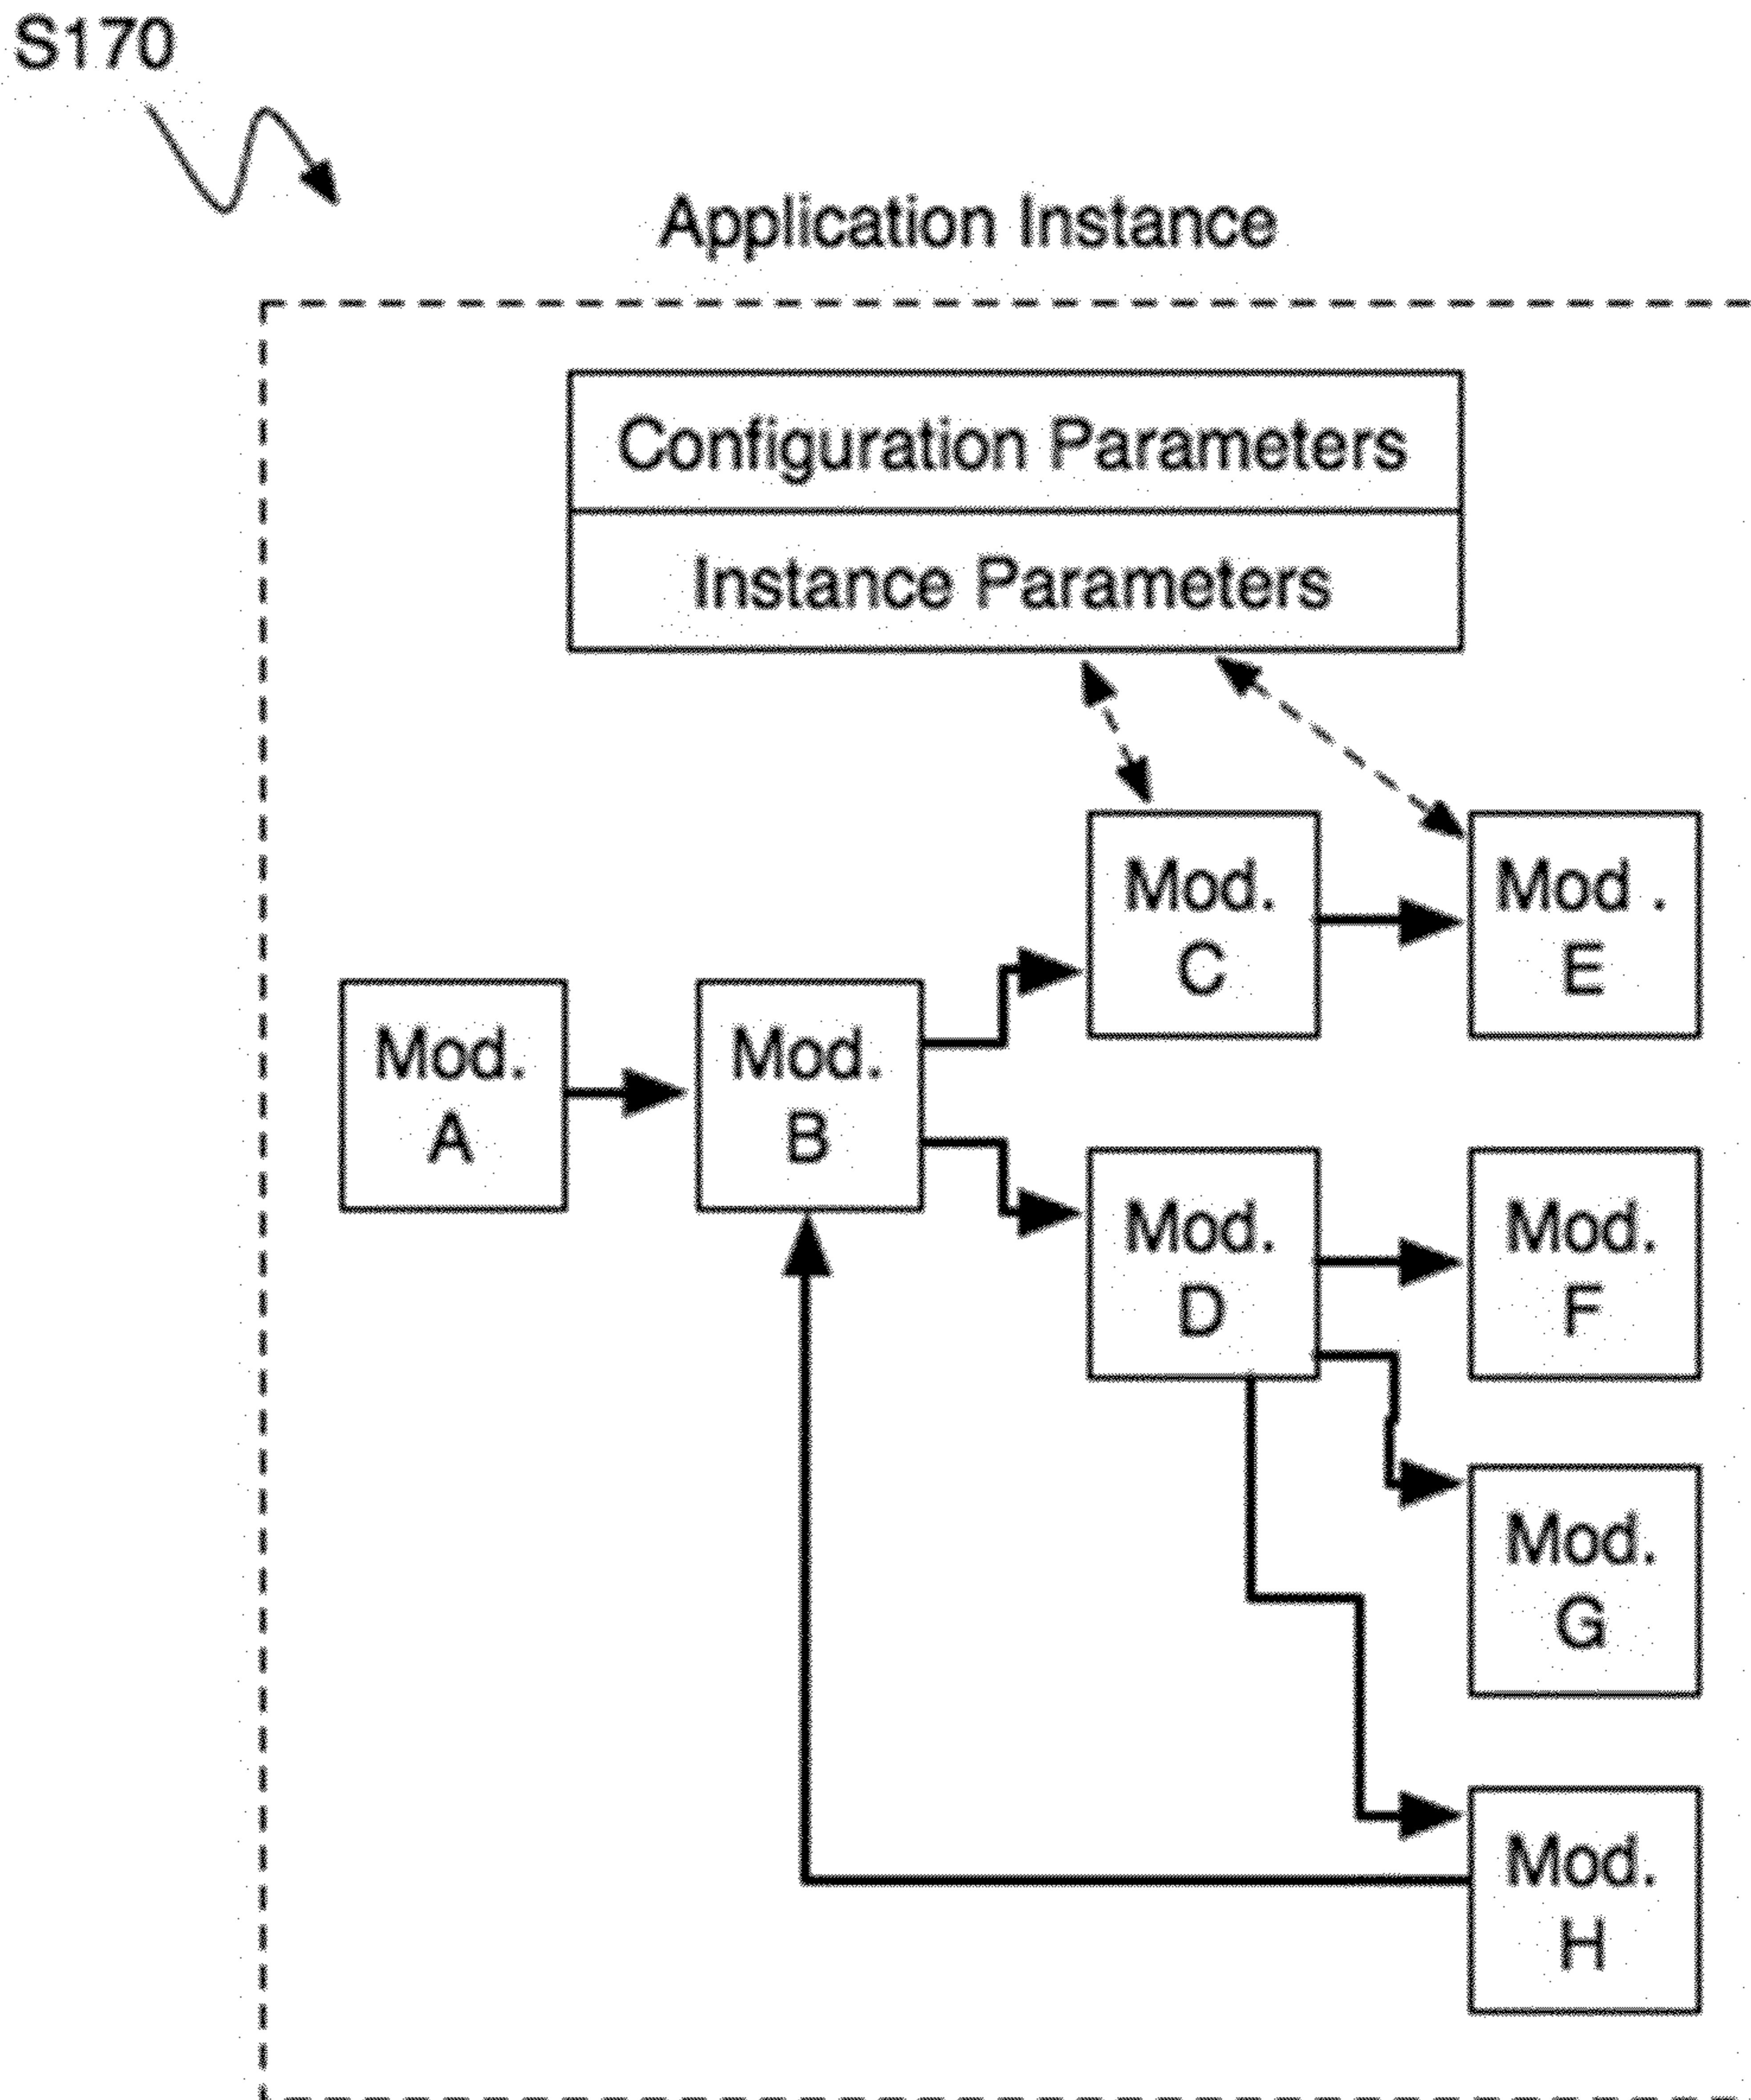 S170
Application Instance
Configuration Parameters
Instance Parameters
Mod.
C
Mod .
E
Mod.
A
Mod.
B
Mod.
D
Mod.
F
Mod.
G
Mod.
H